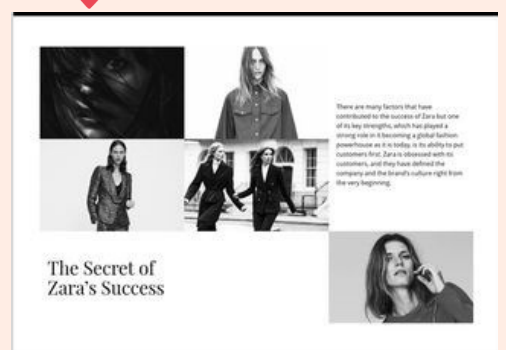 There are many factors that have
contributed to the success of Zara but one
of its key strengths, which has played a
strong role in it becoming a global fashion
powerhouse as it is today, is its ability to put
customers first. Zara is obsessed with its
customers, and they have defined the
company and the brand's culture right from
the very beginning.
The Secret of
Zara's Success